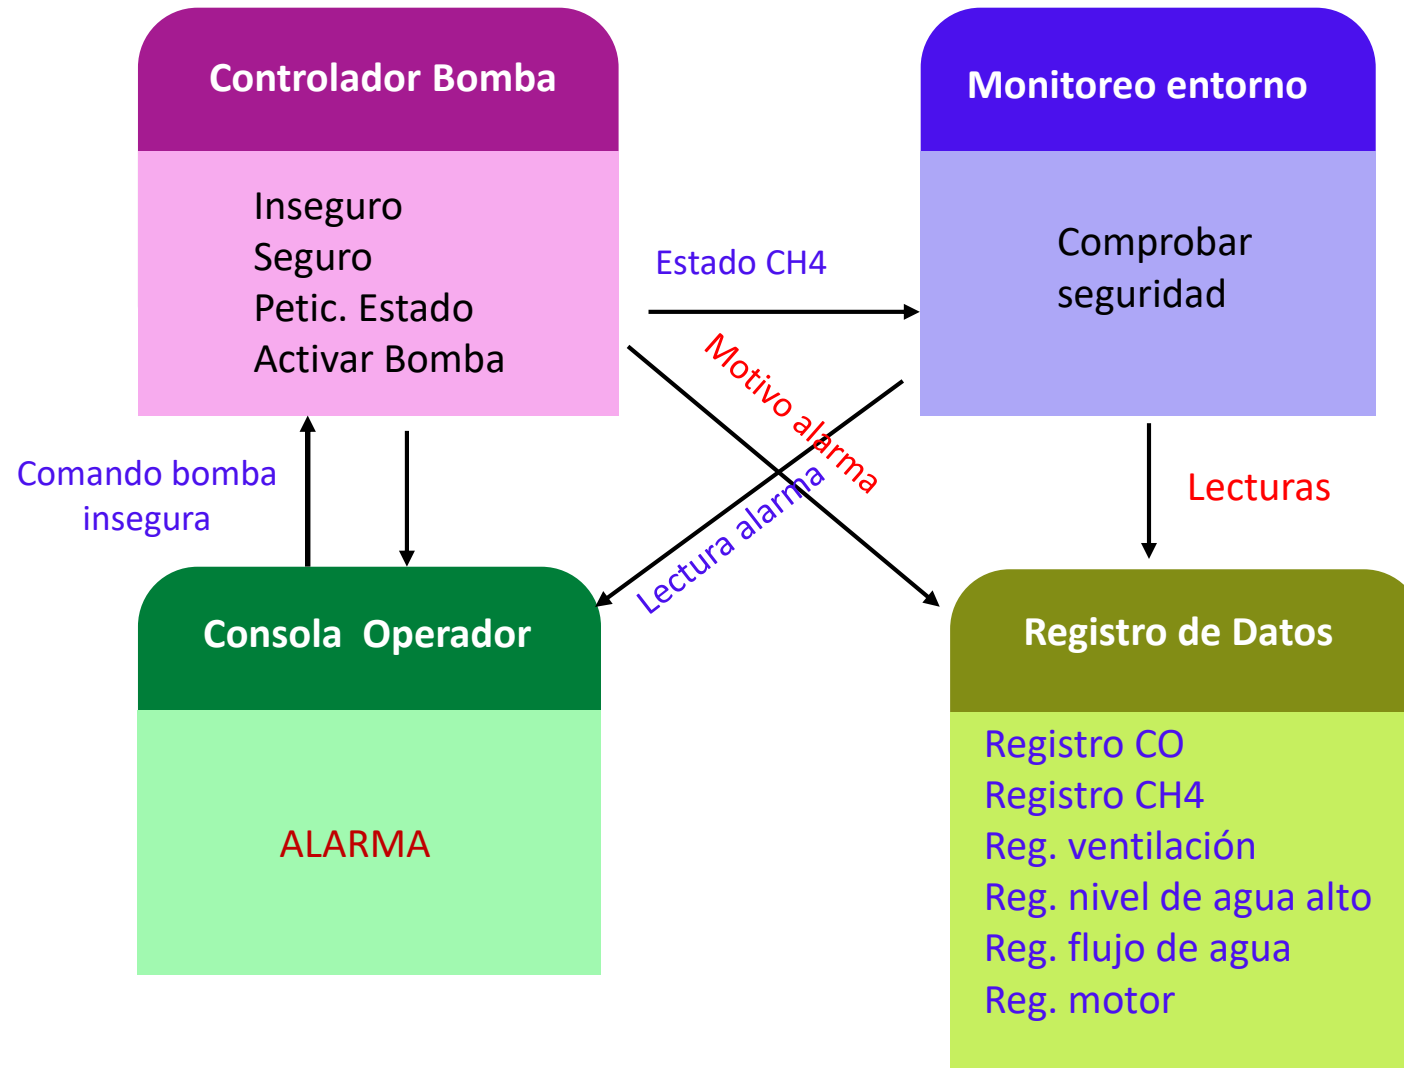 Controlador Bomba
Monitoreo entorno
Inseguro
Seguro
Petic. Estado
Activar Bomba
Comprobar
seguridad
Estado CH4
Motivo alarma
Lectura alarma
Comando bomba
insegura
Lecturas
Consola  Operador
ALARMA
Registro de Datos
Registro CO
Registro CH4
Reg. ventilación
Reg. nivel de agua alto
Reg. flujo de agua
Reg. motor